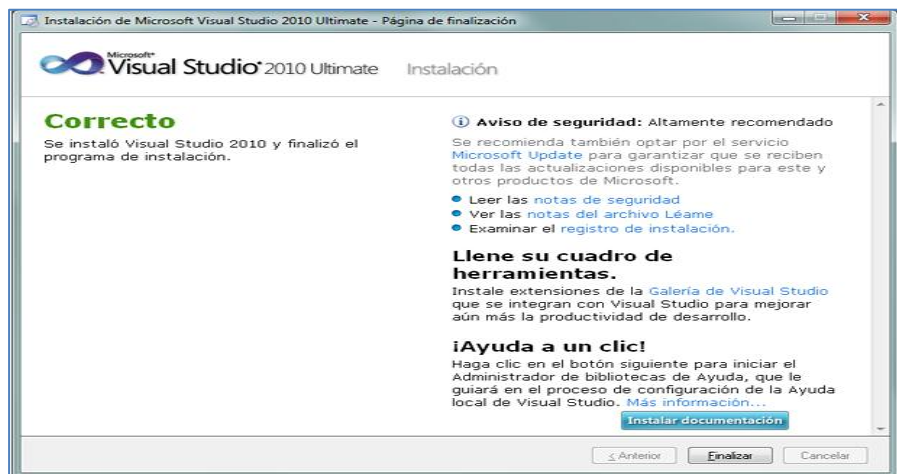 Instalación de Microsoft Visual Studio 2010 Ultimate - Página de finalización
Microsoft
Visual Studio 2010 Ultimate Instalación
Correcto
Se instaló Visual Studio 2010 y finalizó el
programa de instalación.
Aviso de seguridad: Altamente recomendado
Se recomienda también optar por el servicio
Microsoft Update para garantizar que se reciben
todas las actualizaciones disponibles para este y
otros productos de Microsoft.
Leer las notas de seguridad
Ver las notas del archivo Léame
Examinar el registro de instalación.
Llene su cuadro de
herramientas.
Instale extensiones de la Galería de Visual Studio
que se integran con Visual Studio para mejorar
aún más la productividad de desarrollo.
¡Ayuda a un clic!
Haga clic en el botón siguiente para iniciar el
Administrador de bibliotecas de Ayuda, que le
guiará en el proceso de configuración de la Ayuda
local de Visual Studio. Más información...
Instalar documentación
< Anterior Finalizar Cancelar